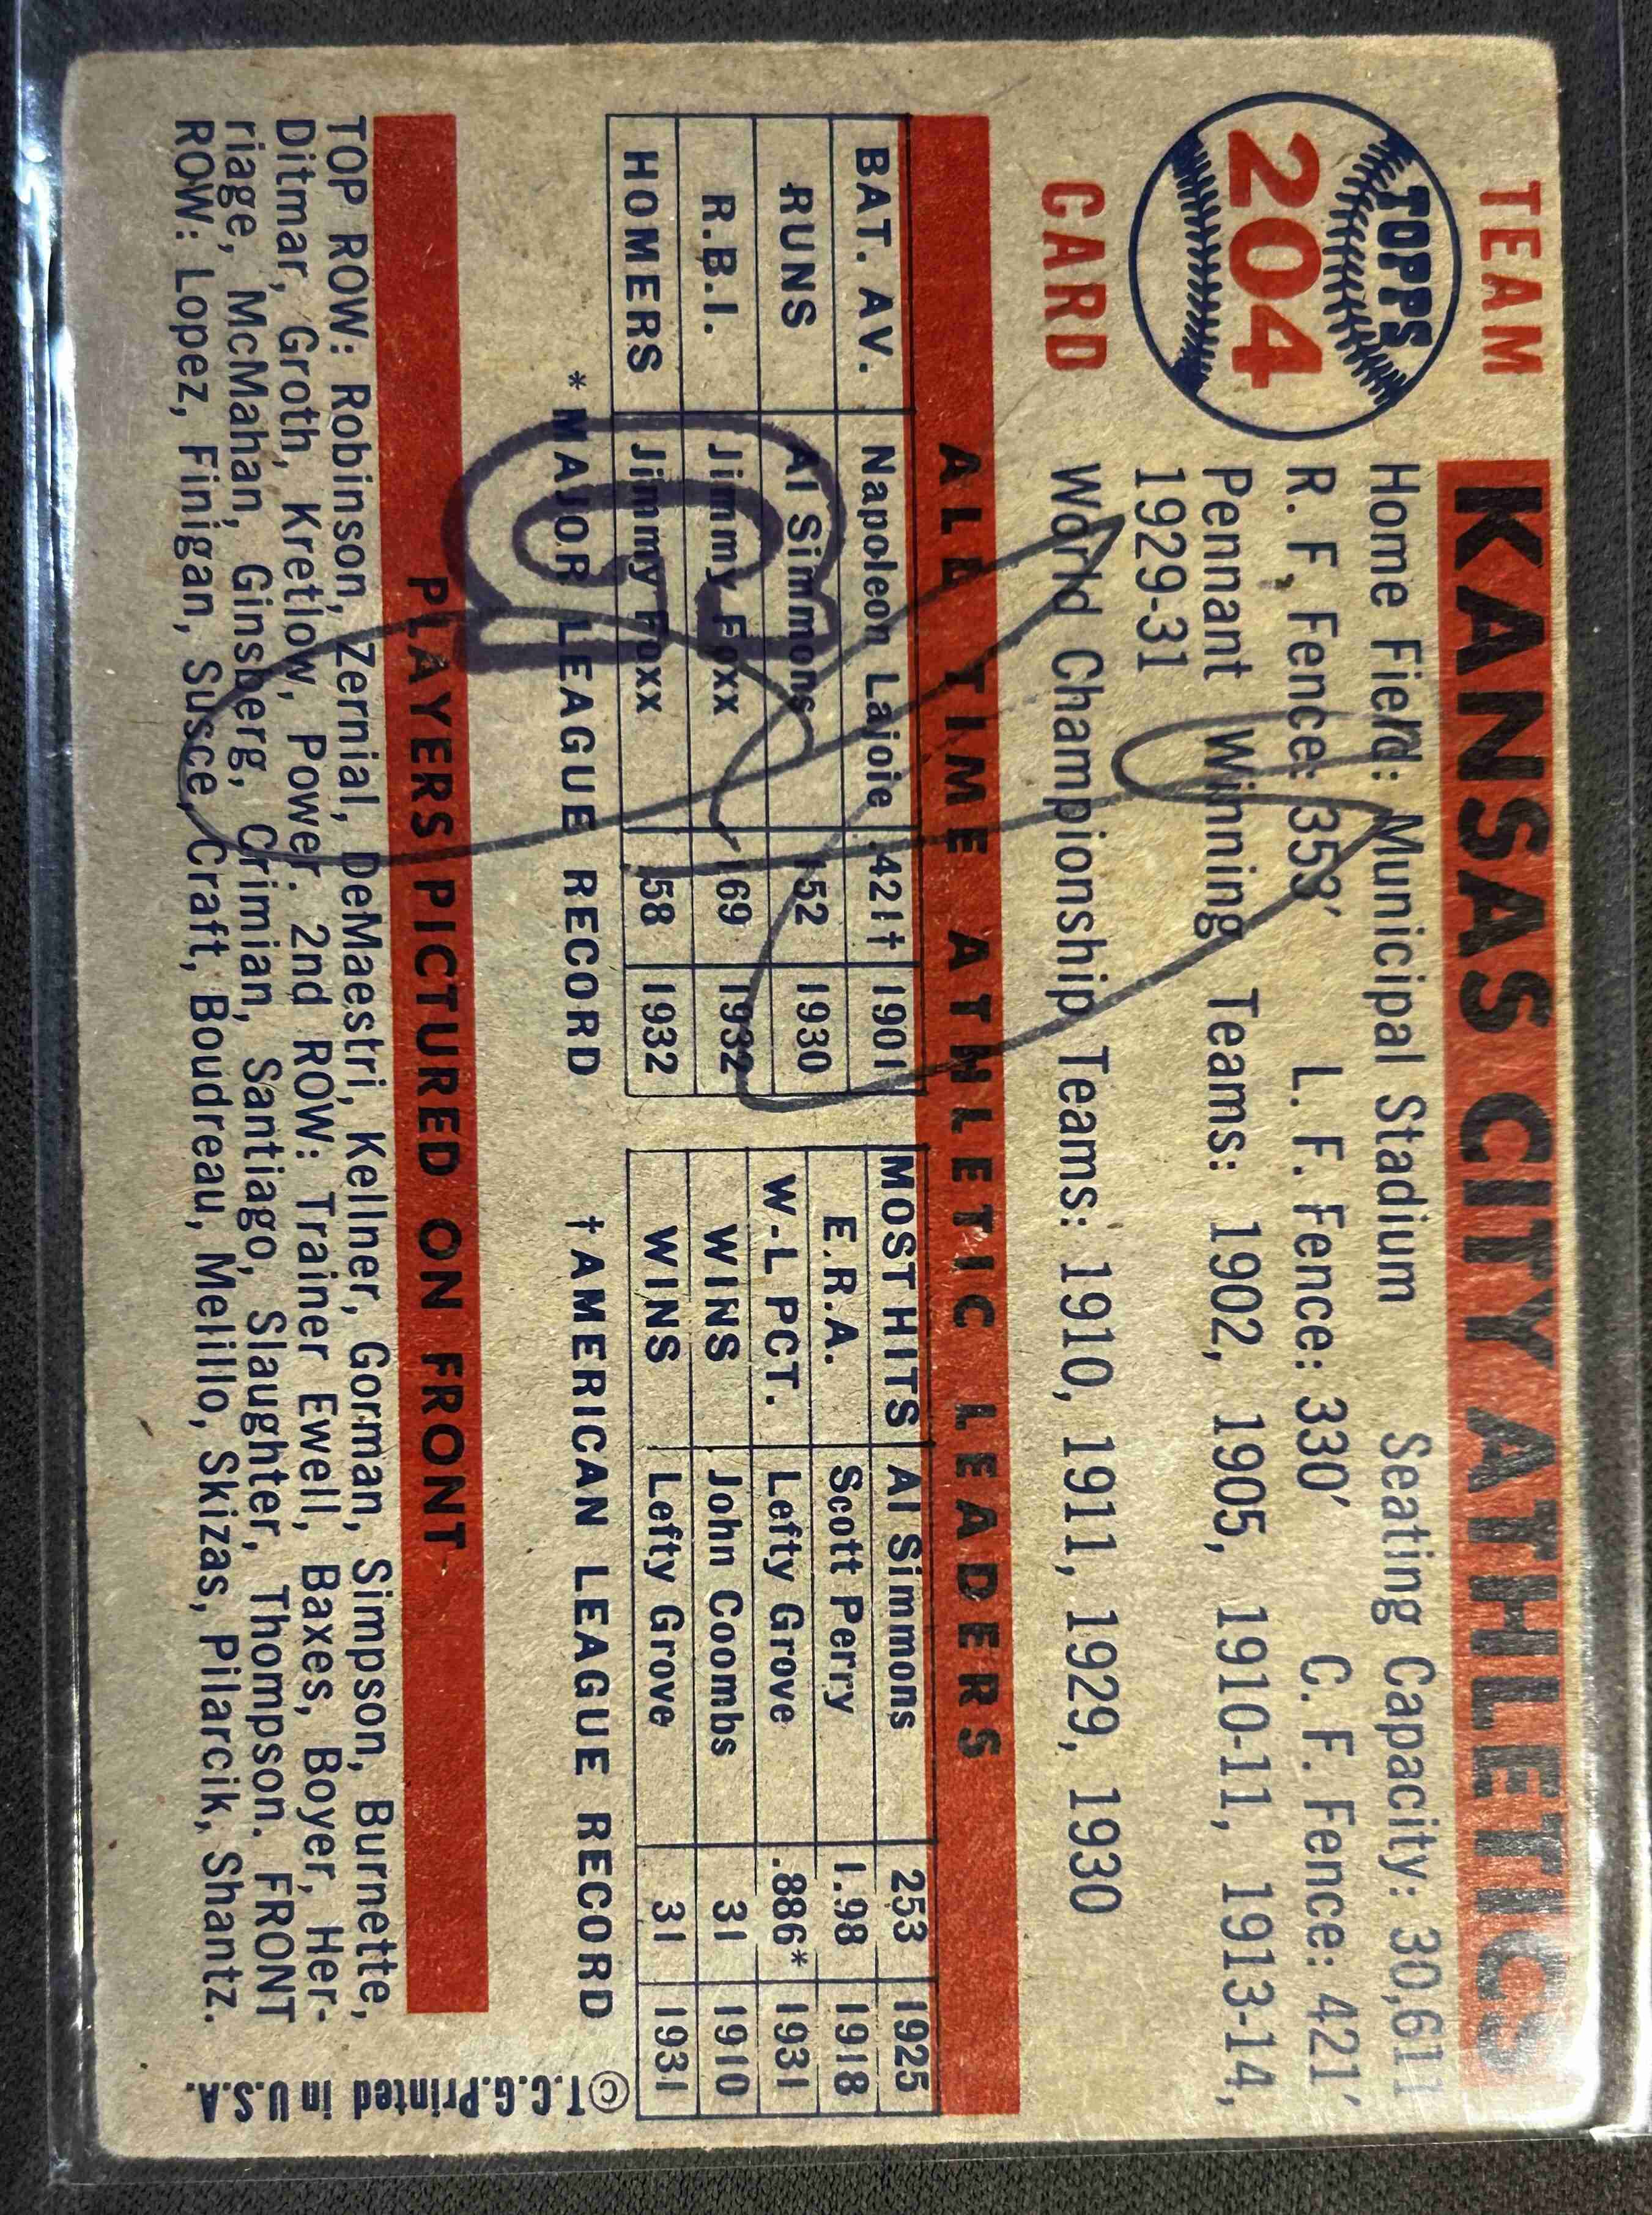 TEAM
TOPPS
204
CARD
KANSAS CITY ATHLETICS
Home Field: Municipal Stadium Seating Capacity: 30,611
R. F. Fence: 353' L. F. Fence: 330' C. F. Fence: 421'
Pennant Winning Teams: 1902, 1905, 1910-11, 1913-14,
1929-31
World Championship Teams: 1910, 1911, 1929, 1930
ALL TIME ATHLETIC LEADERS
BAT. AV. Napoleon Lajoie .421† 1901
RUNS Al Simmons 152 1930
R.B.I. Jimmy Foxx 169 1932
HOMERS Jimmy Foxx 58 1932
MOST HITS Al Simmons 253 1925
E.R.A. Scott Perry 1.98 1918
W-L PCT. Lefty Grove .886* 1931
WINS John Coombs 31 1910
WINS Lefty Grove 31 1931
* MAJOR LEAGUE RECORD † AMERICAN LEAGUE RECORD
PLAYERS PICTURED ON FRONT
TOP ROW: Robinson, Zernial, DeMaestri, Kellner, Gorman, Simpson, Burnette,
Ditmar, Groth, Kretlow, Power. 2nd ROW: Trainer Ewell, Baxes, Boyer, Her-
riage, McMahan, Ginsberg, Crimian, Santiago, Slaughter, Thompson. FRONT
ROW: Lopez, Finigan, Susce, Craft, Boudreau, Melillo, Skizas, Pilarcik, Shantz.
©T.C.G. Printed in U.S.A.